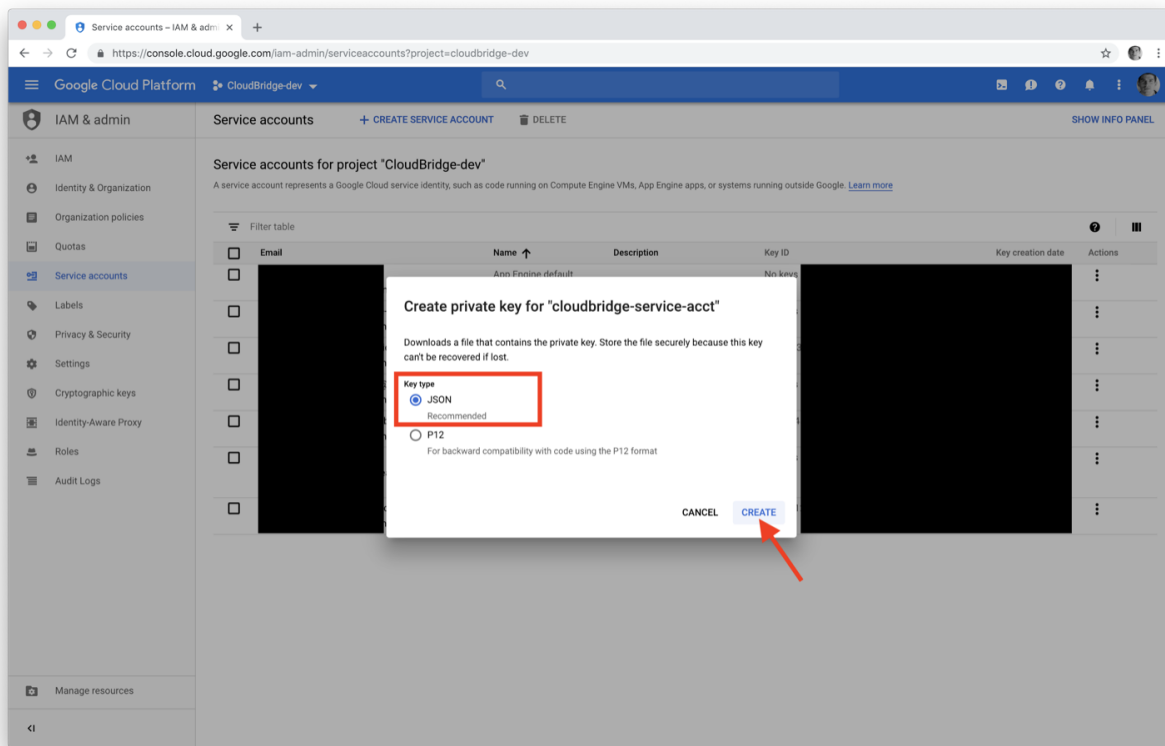 Service accounts – IAM & adm
https://console.cloud.google.com/iam-admin/serviceaccounts?project=cloudbridge-dev
Google Cloud Platform
CloudBridge-dev
IAM & admin
Service accounts
+ CREATE SERVICE ACCOUNT
DELETE
SHOW INFO PANEL
IAM
Identity & Organization
Organization policies
Quotas
Service accounts
Labels
Privacy & Security
Settings
Cryptographic keys
Identity-Aware Proxy
Roles
Audit Logs
Manage resources
Service accounts for project "CloudBridge-dev"
A service account represents a Google Cloud service identity, such as code running on Compute Engine VMs, App Engine apps, or systems running outside Google. Learn more
Filter table
Email Name Description Key ID Key creation date Actions
App Engine default No keys
Create private key for "cloudbridge-service-acct"
Downloads a file that contains the private key. Store the file securely because this key
can't be recovered if lost.
Key type
JSON
Recommended
P12
For backward compatibility with code using the P12 format
CANCEL CREATE